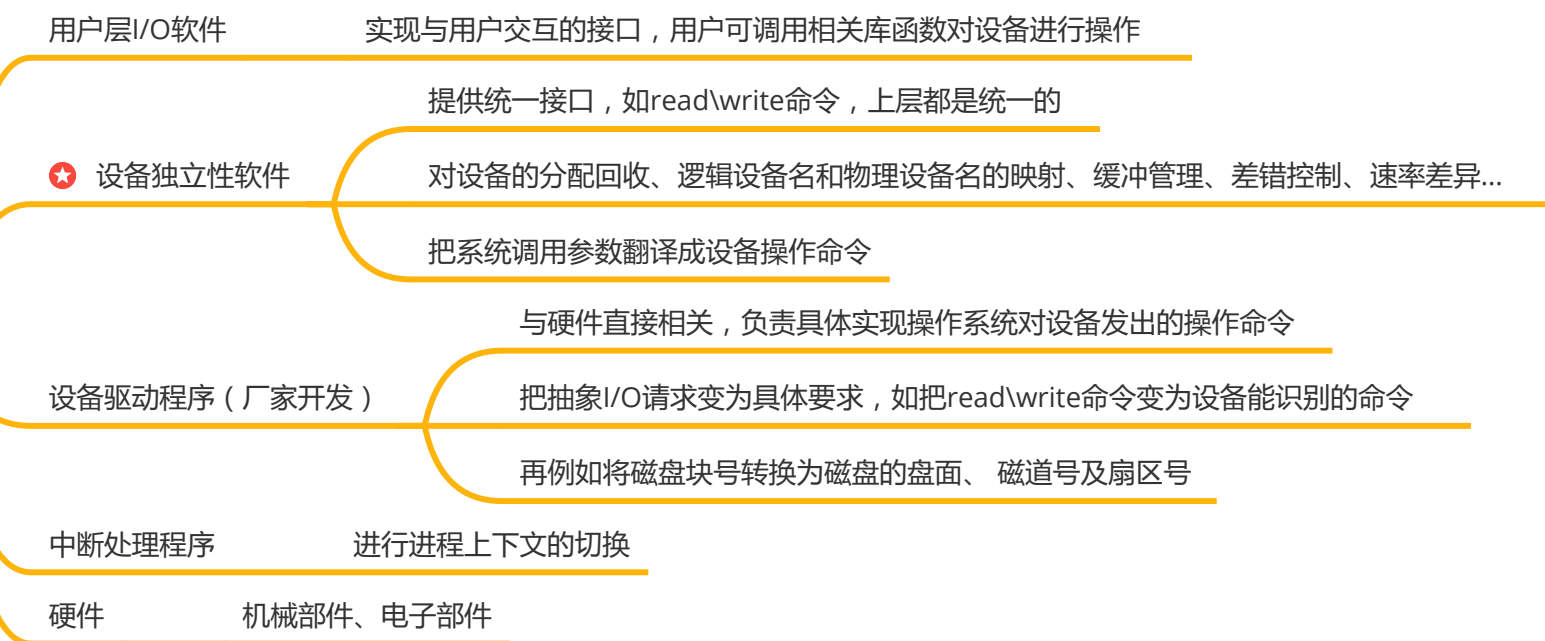 用户层I/O软件 实现与用户交互的接口，用户可调用相关库函数对设备进行操作
提供统一接口，如read\write命令，上层都是统一的
设备独立性软件 对设备的分配回收、逻辑设备名和物理设备名的映射、缓冲管理、差错控制、速率差异...
把系统调用参数翻译成设备操作命令
与硬件直接相关，负责具体实现操作系统对设备发出的操作命令
设备驱动程序（厂家开发） 把抽象I/O请求变为具体要求，如把read\write命令变为设备能识别的命令
再例如将磁盘块号转换为磁盘的盘面、 磁道号及扇区号
中断处理程序 进行进程上下文的切换
硬件 机械部件、电子部件